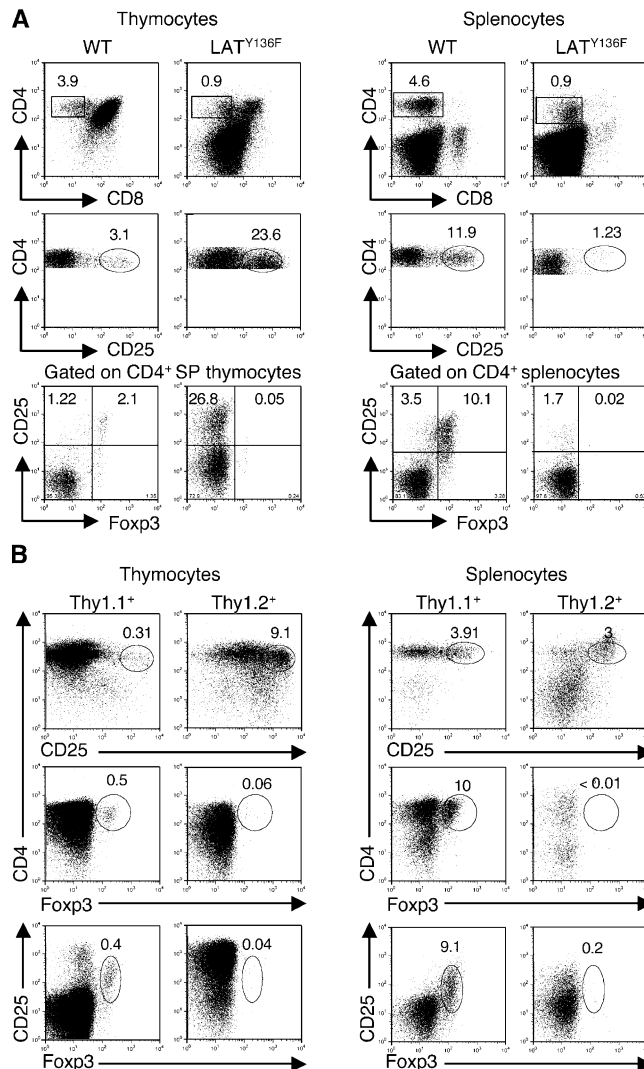 A
Thymocytes Splenocytes
WT LAT^Y136F WT LAT^Y136F
CD4 3.9 0.9 CD4 4.6 0.9
CD8 CD8
CD4 3.1 23.6 CD4 11.9 1.23
CD25 CD25
Gated on CD4+ SP thymocytes Gated on CD4+ splenocytes
CD25 1.22 2.1 26.8 0.05 CD25 3.5 10.1 1.7 0.02
Foxp3 Foxp3
B
Thymocytes Splenocytes
Thy1.1+ Thy1.2+ Thy1.1+ Thy1.2+
0.31 9.1 3.91 3
CD25 CD25
CD4 0.5 0.06 CD4 10 < 0.01
Foxp3 Foxp3
CD25 0.4 0.04 CD25 9.1 0.2
Foxp3 Foxp3